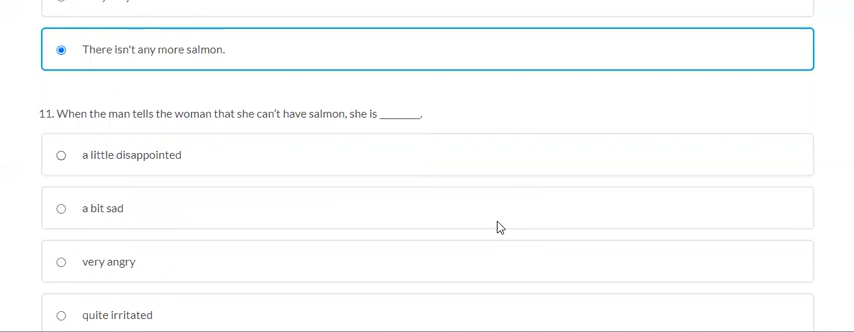 There isn't any more salmon.
11. When the man tells the woman that she can't have salmon, she is ________.
a little disappointed
a bit sad
very angry
quite irritated